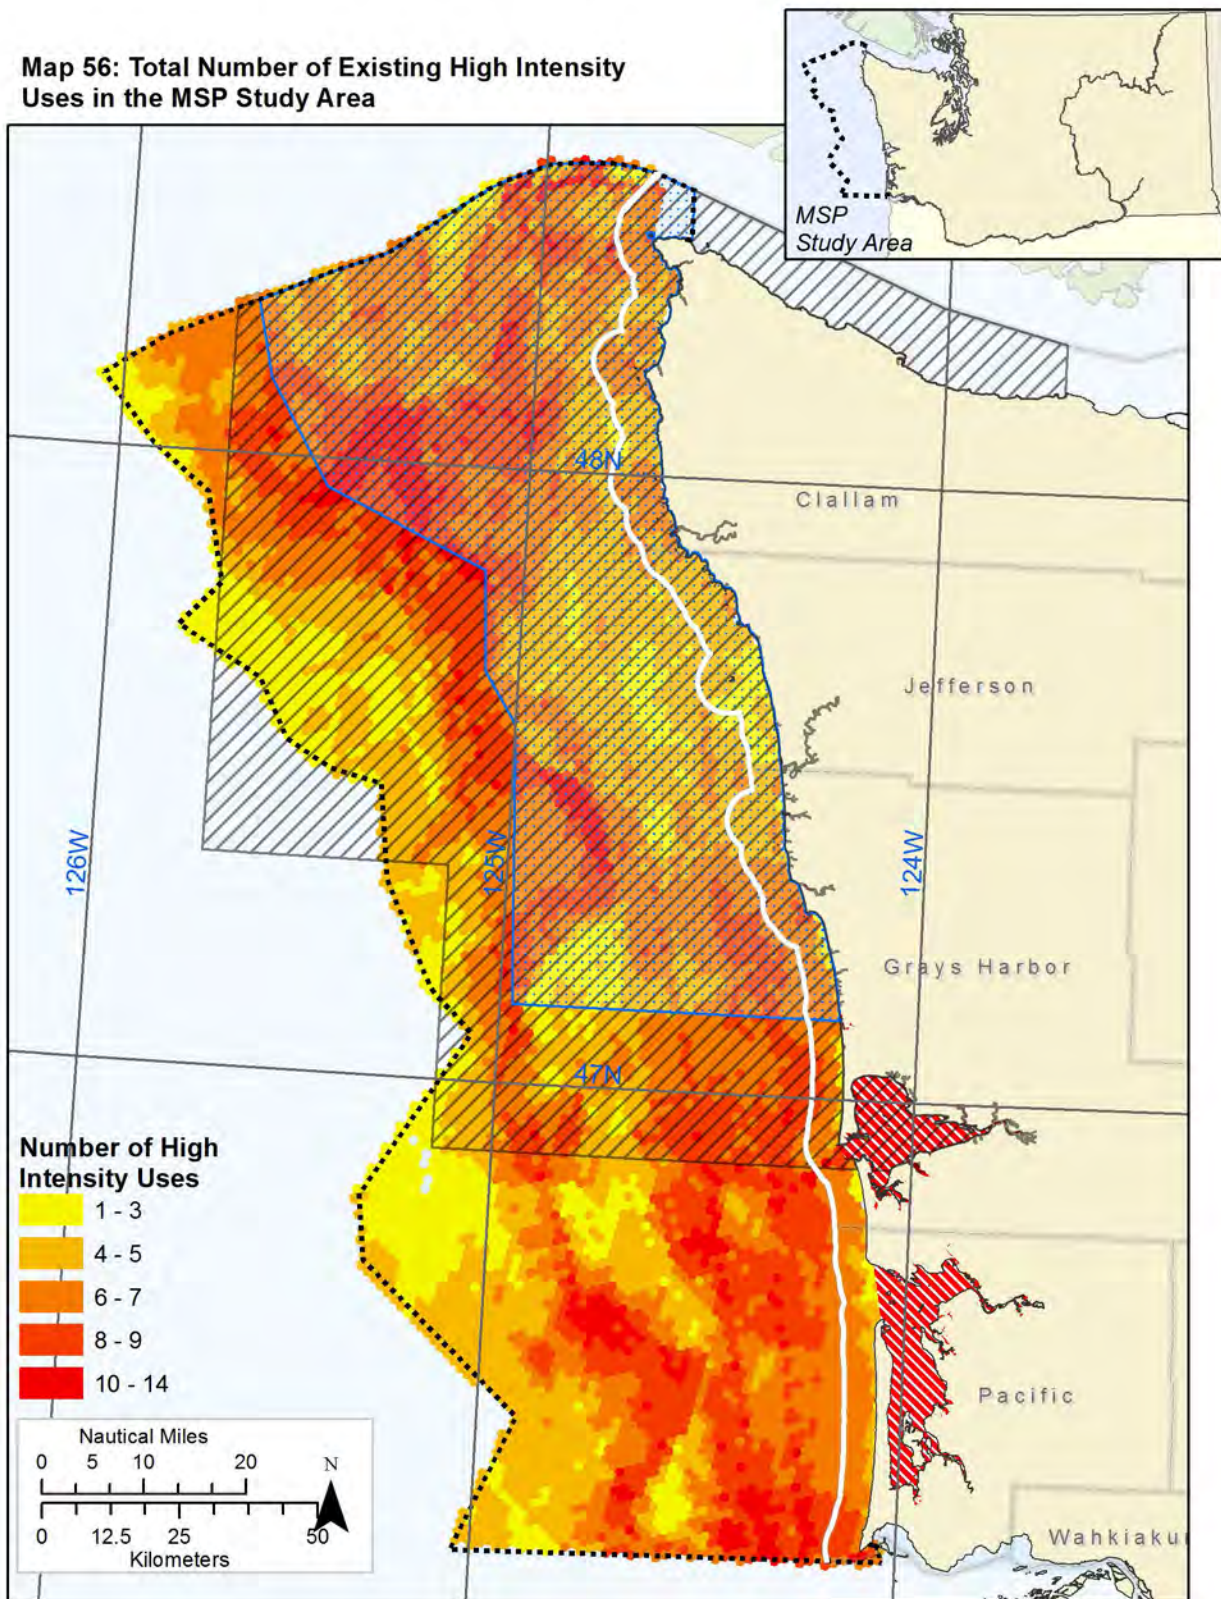 Map 56: Total Number of Existing High Intensity
Uses in the MSP Study Area
MSP
Study Area
48N
Clallam
Jefferson
126W
125W
124W
Grays Harbor
47N
Number of High
Intensity Uses
1 - 3
4 - 5
6 - 7
8 - 9
10 - 14
Pacific
Nautical Miles
0 5 10 20
N
0 12.5 25 50
Kilometers
Wahkiaku